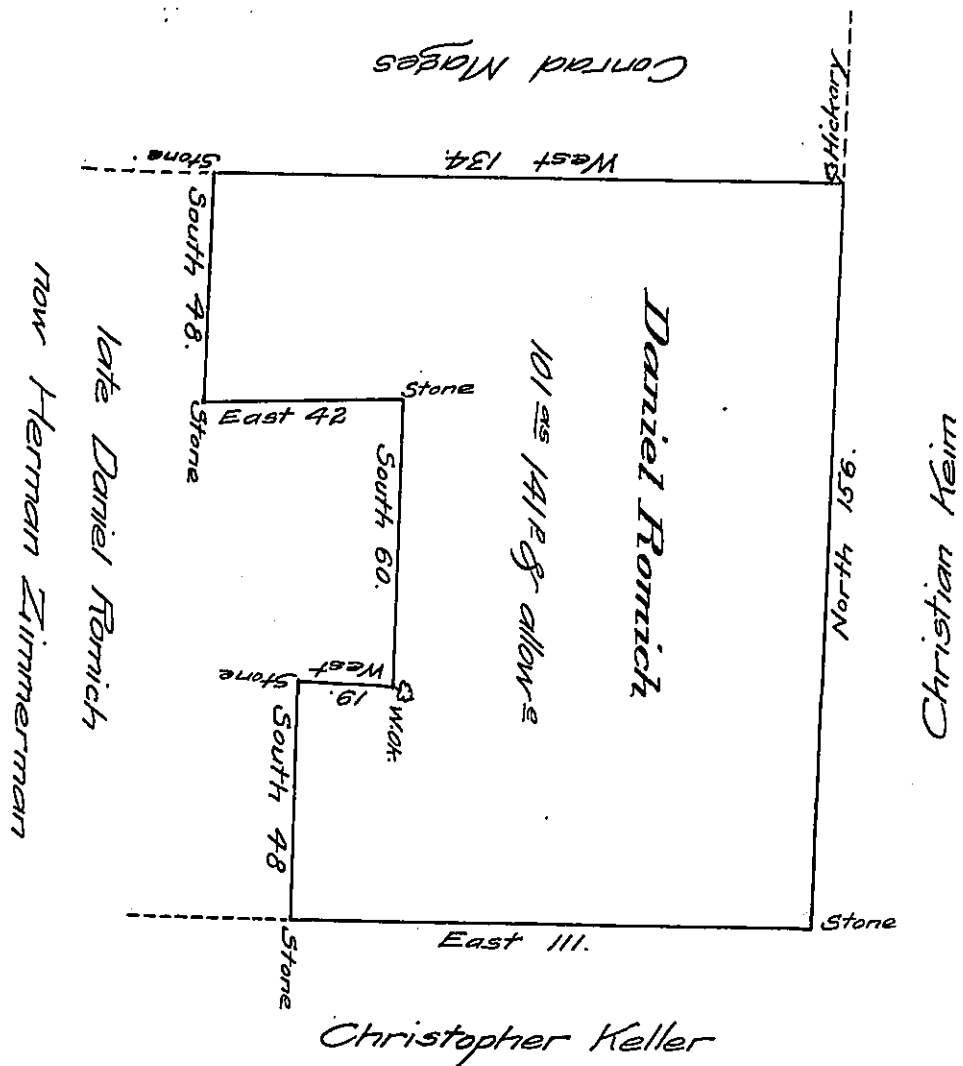 Conrad Mages
Hickory
West 134.
Stone
South 48.
Stone
East 42
Stone
South 60.
W.Ok.
West
19.
Stone
South 48
Stone
East 111.
Stone
North 156.
Daniel Romich
101 as 141 P & allow e
Christian Keim
late Daniel Romich
now Herman Zimmerman
Christopher Keller